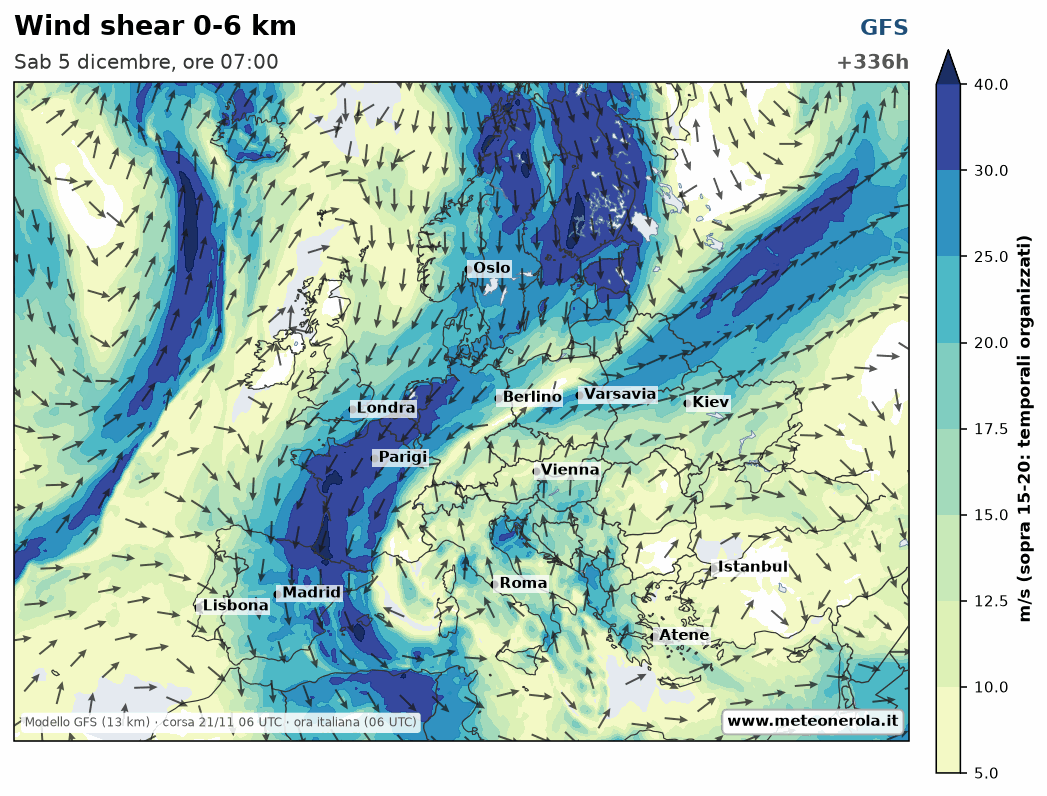 Wind shear 0-6 km
GFS
Sab 5 dicembre, ore 07:00
+336h
40.0
30.0
25.0
20.0
17.5
15.0
12.5
10.0
5.0
m/s (sopra 15-20: temporali organizzati)
Oslo
Londra
Berlino
Varsavia
Kiev
Parigi
Vienna
Istanbul
Roma
Madrid
Lisbona
Atene
Modello GFS (13 km) · corsa 21/11 06 UTC · ora italiana (06 UTC)
www.meteonerola.it